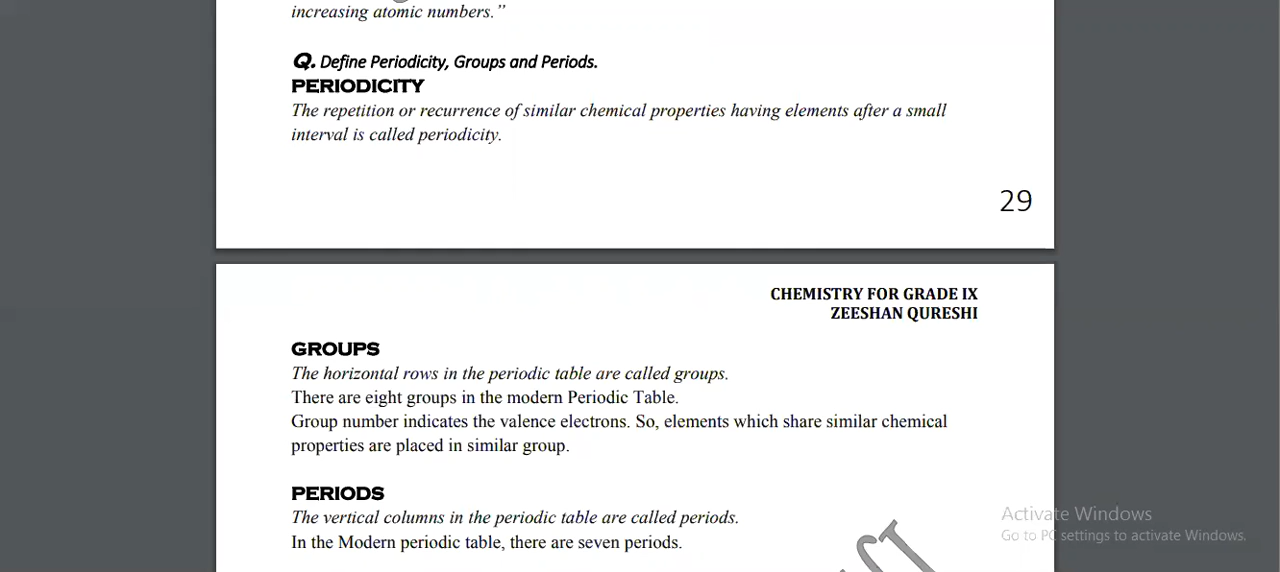 increasing atomic numbers.”
Q. Define Periodicity, Groups and Periods.
PERIODICITY
The repetition or recurrence of similar chemical properties having elements after a small
interval is called periodicity.
29
CHEMISTRY FOR GRADE IX
ZEESHAN QURESHI
GROUPS
The horizontal rows in the periodic table are called groups.
There are eight groups in the modern Periodic Table.
Group number indicates the valence electrons. So, elements which share similar chemical
properties are placed in similar group.
PERIODS
The vertical columns in the periodic table are called periods.
In the Modern periodic table, there are seven periods.
Activate Windows
Go to PC settings to activate Windows.